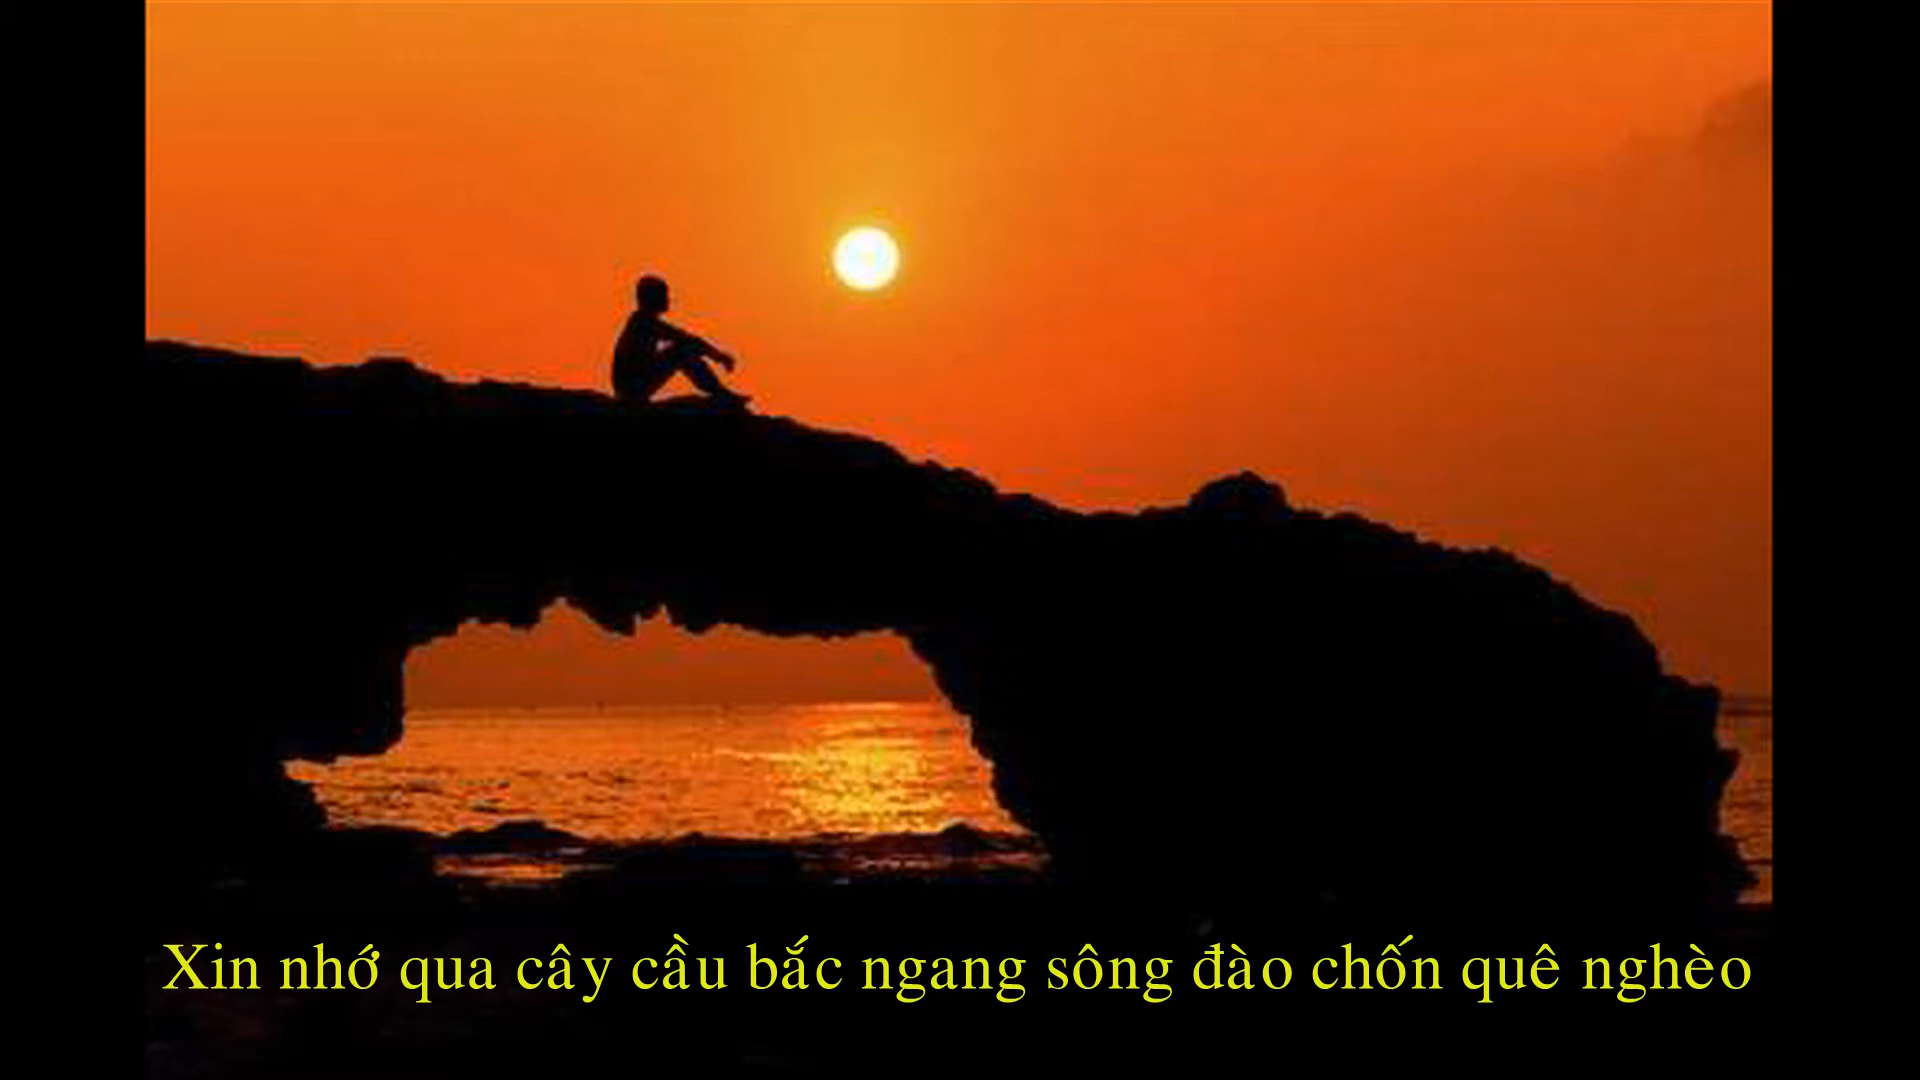 Xin nhớ qua cây cầu bắc ngang sông đào chốn quê nghèo